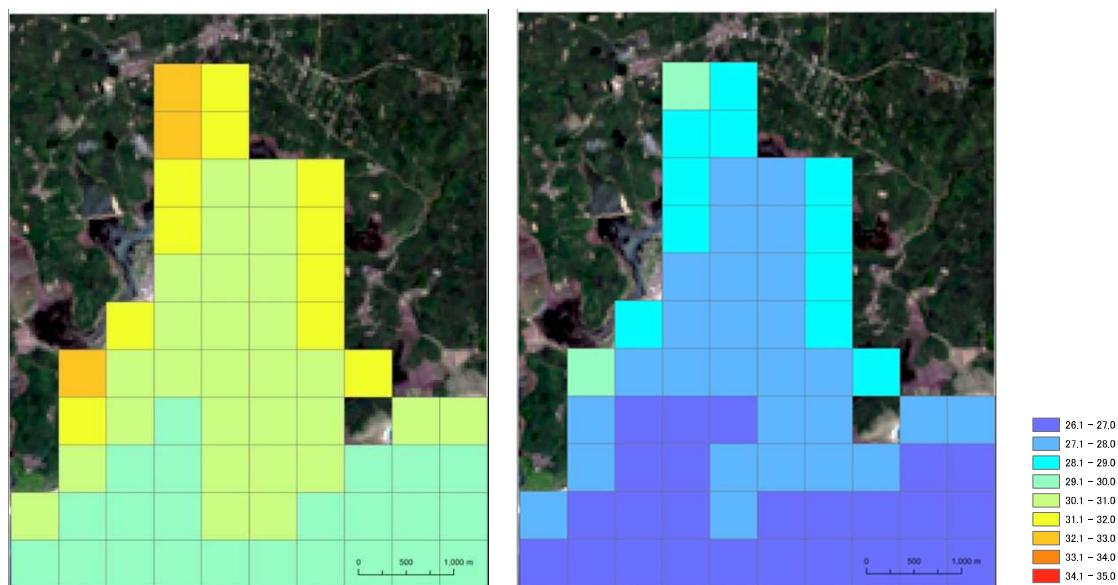 0 500 1,000 m
0 500 1,000 m
26.1 - 27.0
27.1 - 28.0
28.1 - 29.0
29.1 - 30.0
30.1 - 31.0
31.1 - 32.0
32.1 - 33.0
33.1 - 34.0
34.1 - 35.0